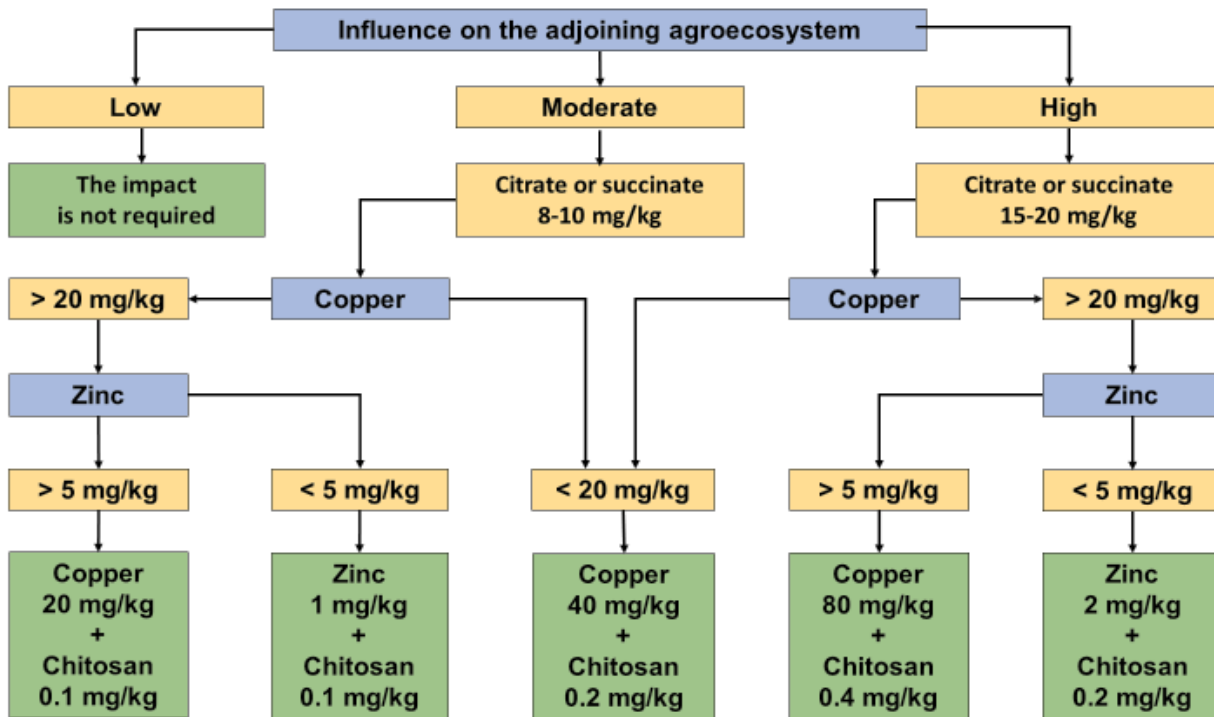 Influence on the adjoining agroecosystem
Low
Moderate
High
The impact
is not required
Citrate or succinate
8-10 mg/kg
Citrate or succinate
15-20 mg/kg
> 20 mg/kg
Copper
Copper
> 20 mg/kg
Zinc
Zinc
> 5 mg/kg
< 5 mg/kg
< 20 mg/kg
> 5 mg/kg
< 5 mg/kg
Copper
20 mg/kg
+
Chitosan
0.1 mg/kg
Zinc
1 mg/kg
+
Chitosan
0.1 mg/kg
Copper
40 mg/kg
+
Chitosan
0.2 mg/kg
Copper
80 mg/kg
+
Chitosan
0.4 mg/kg
Zinc
2 mg/kg
+
Chitosan
0.2 mg/kg